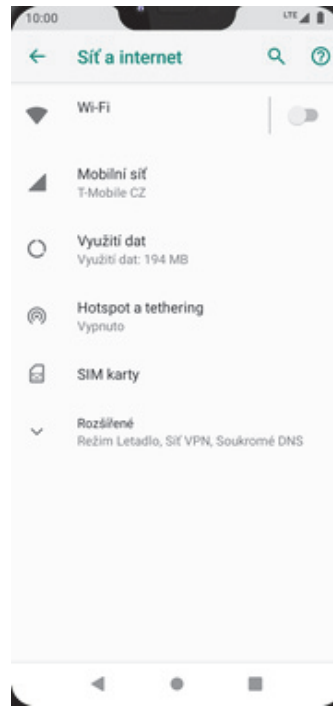 10:00
LTE
Síť a internet
Wi-Fi
Mobilní síť
T-Mobile CZ
Využití dat
Využití dat: 194 MB
Hotspot a tethering
Vypnuto
SIM karty
Rozšířené
Režim Letadlo, Síť VPN, Soukromé DNS